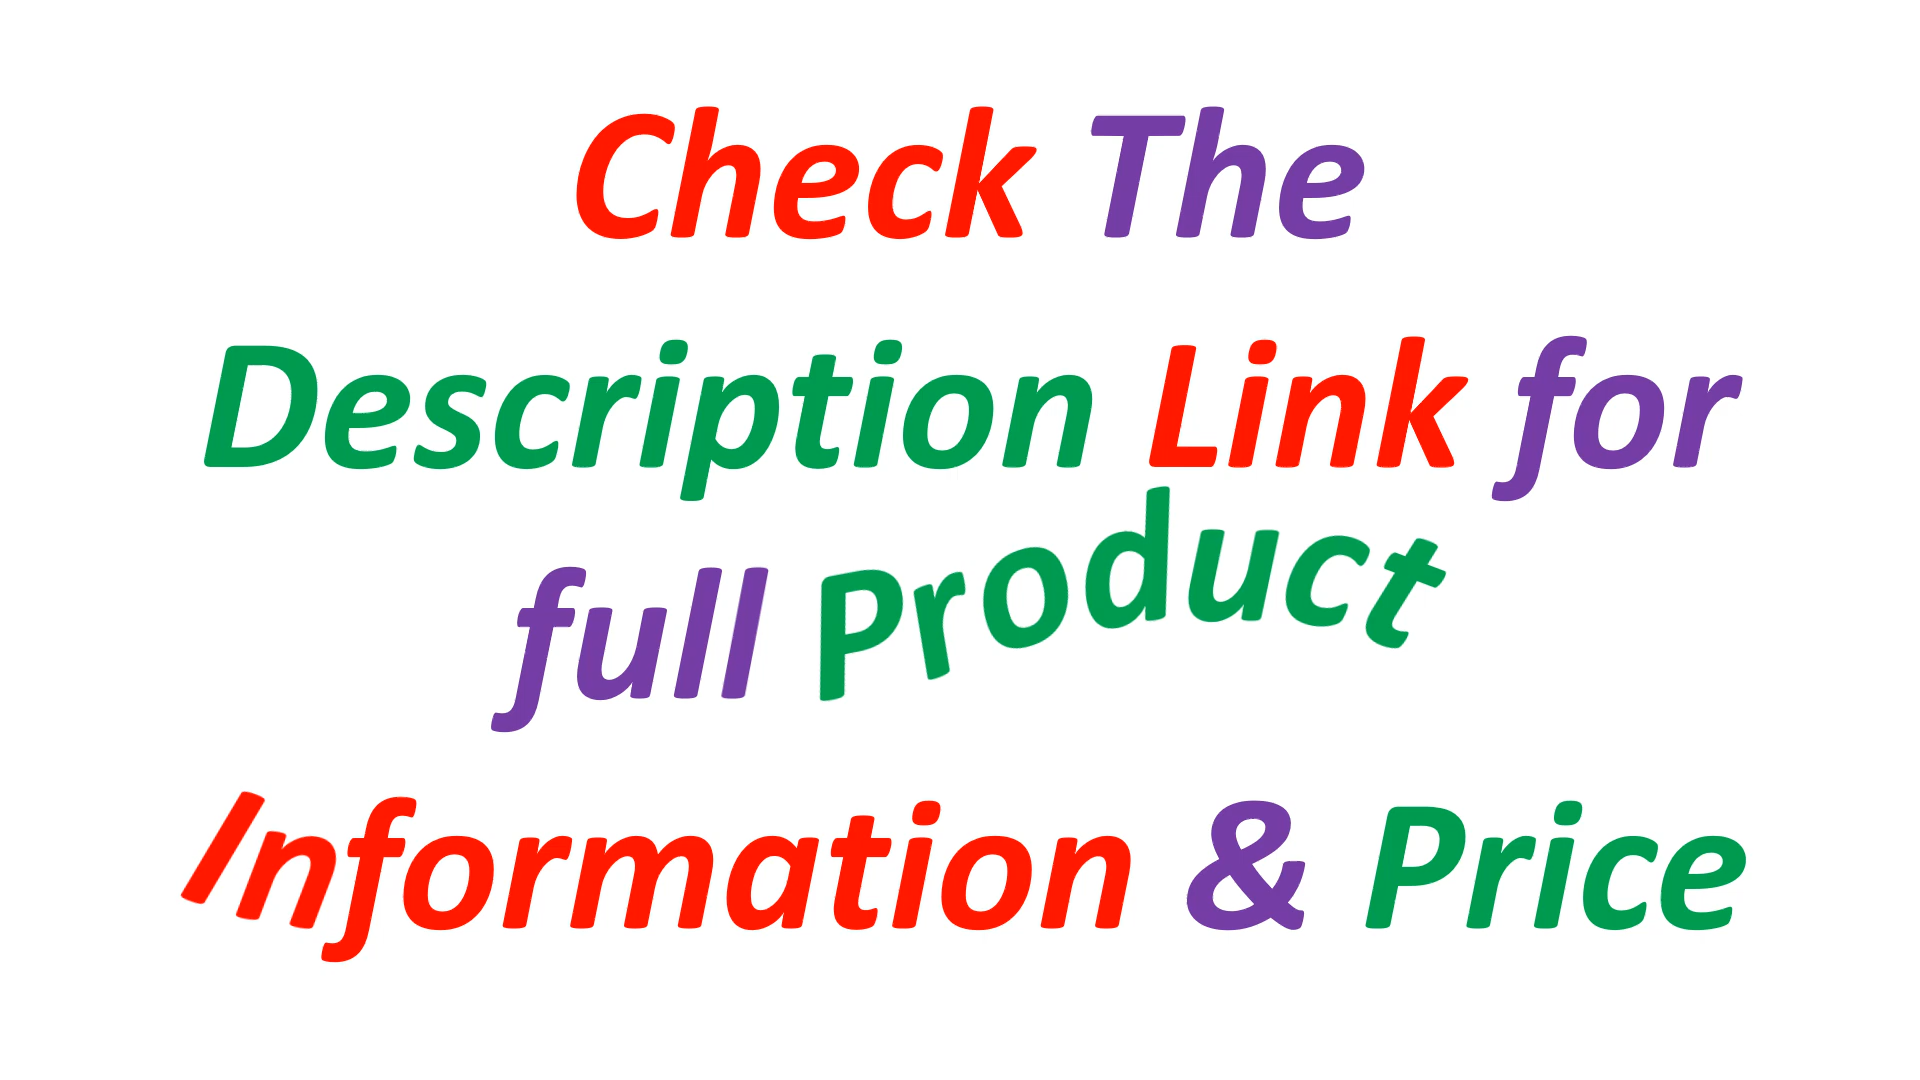 Check The
Description Link for
full Product
Information & Price